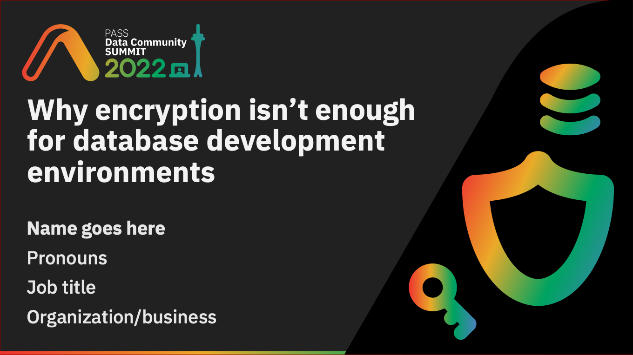 PASS
Data Community
SUMMIT
2022
Why encryption isn’t enough
for database development
environments
Name goes here
Pronouns
Job title
Organization/business